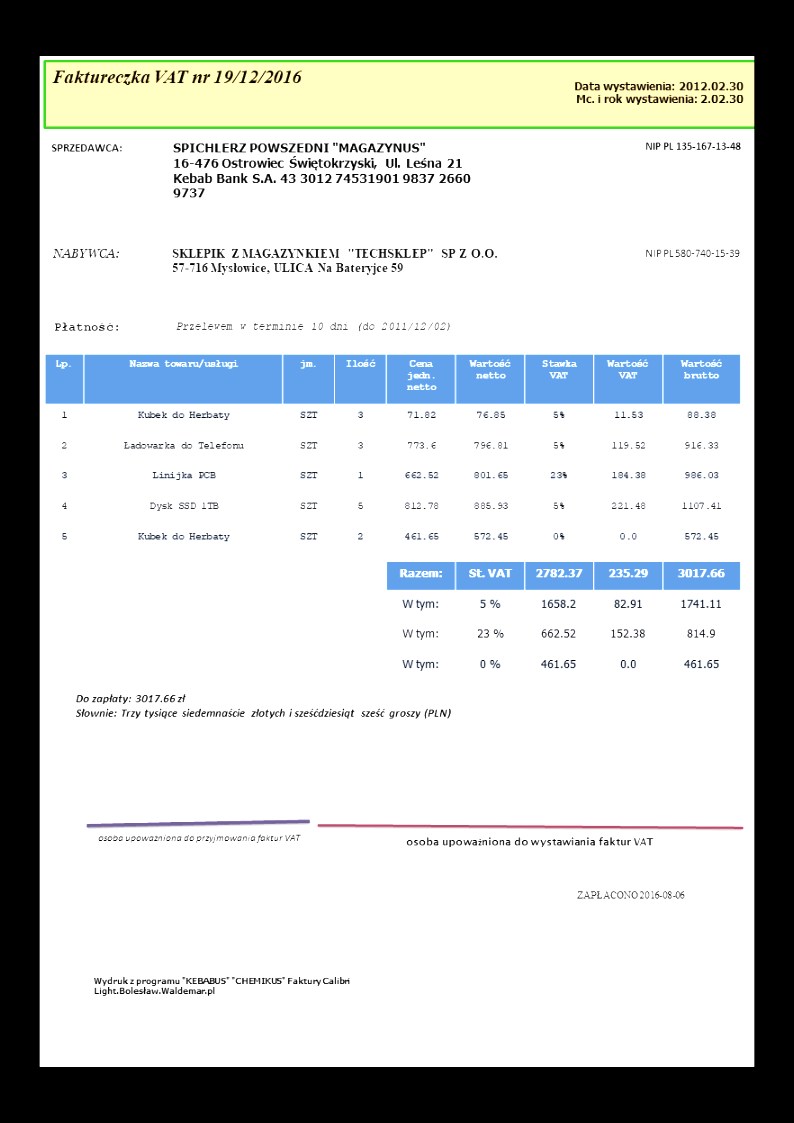 Faktureczka VAT nr 19/12/2016
Data wystawienia: 2012.02.30
Mc. i rok wystawienia: 2.02.30
SPRZEDAWCA:
SPICHLERZ POWSZEDNI "MAGAZYNUS"
NIP PL 135-167-13-48
16-476 Ostrowiec Świętokrzyski, Ul. Leśna 21
Kebab Bank S.A. 43 3012 74531901 9837 2660
9737
NABYWCA:
SKLEPIK Z MAGAZYNKIEM "TECHSKLEP" SP Z O.O.
NIP PL 580-740-15-39
57-716 Mysłowice, ULICA Na Bateryjce 59
Płatność: Przelewem w terminie 10 dni (do 2011/12/02)
Lp. Nazwa towaru/usługi jm. Ilość Cena jedn. netto Wartość netto Stawka VAT Wartość VAT Wartość brutto
1 Kubek do Herbaty SZT 3 71.82 76.85 5% 11.53 88.38
2 Ładowarka do Telefonu SZT 3 773.6 796.81 5% 119.52 916.33
3 Linijka PCB SZT 1 662.52 801.65 23% 184.38 986.03
4 Dysk SSD 1TB SZT 5 812.78 885.93 5% 221.48 1107.41
5 Kubek do Herbaty SZT 2 461.65 572.45 0% 0.0 572.45
Razem: St. VAT 2782.37 235.29 3017.66
W tym: 5 % 1658.2 82.91 1741.11
W tym: 23 % 662.52 152.38 814.9
W tym: 0 % 461.65 0.0 461.65
Do zapłaty: 3017.66 zł
Słownie: Trzy tysiące siedemnaście złotych i sześćdziesiąt sześć groszy (PLN)
osoba upoważniona do przyjmowania faktur VAT
osoba upoważniona do wystawiania faktur VAT
ZAPŁACONO 2016-08-06
Wydruk z programu "KEBABUS" "CHEMIKUS" Faktury Calibri
Light.Bolesław.Waldemar.pl